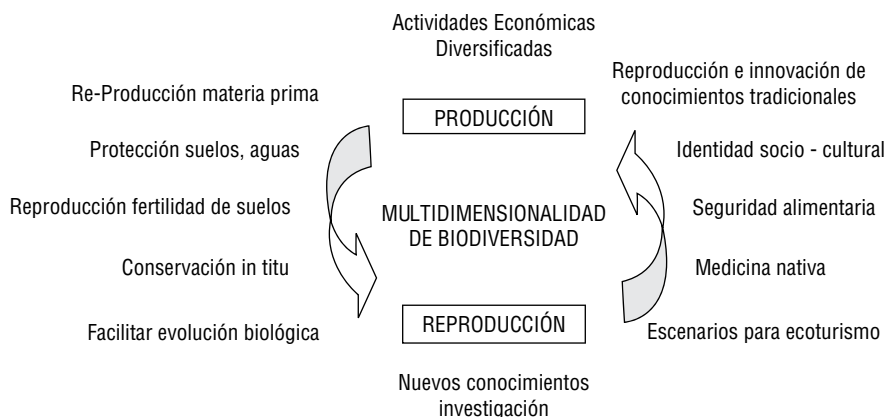 Actividades Económicas
Diversificadas
Re-Producción materia prima
Reproducción e innovación de
conocimientos tradicionales
PRODUCCIÓN
Protección suelos, aguas
Identidad socio - cultural
Reproducción fertilidad de suelos
MULTIDIMENSIONALIDAD
DE BIODIVERSIDAD
Seguridad alimentaria
Conservación in titu
Medicina nativa
Facilitar evolución biológica
REPRODUCCIÓN
Escenarios para ecoturismo
Nuevos conocimientos
investigación